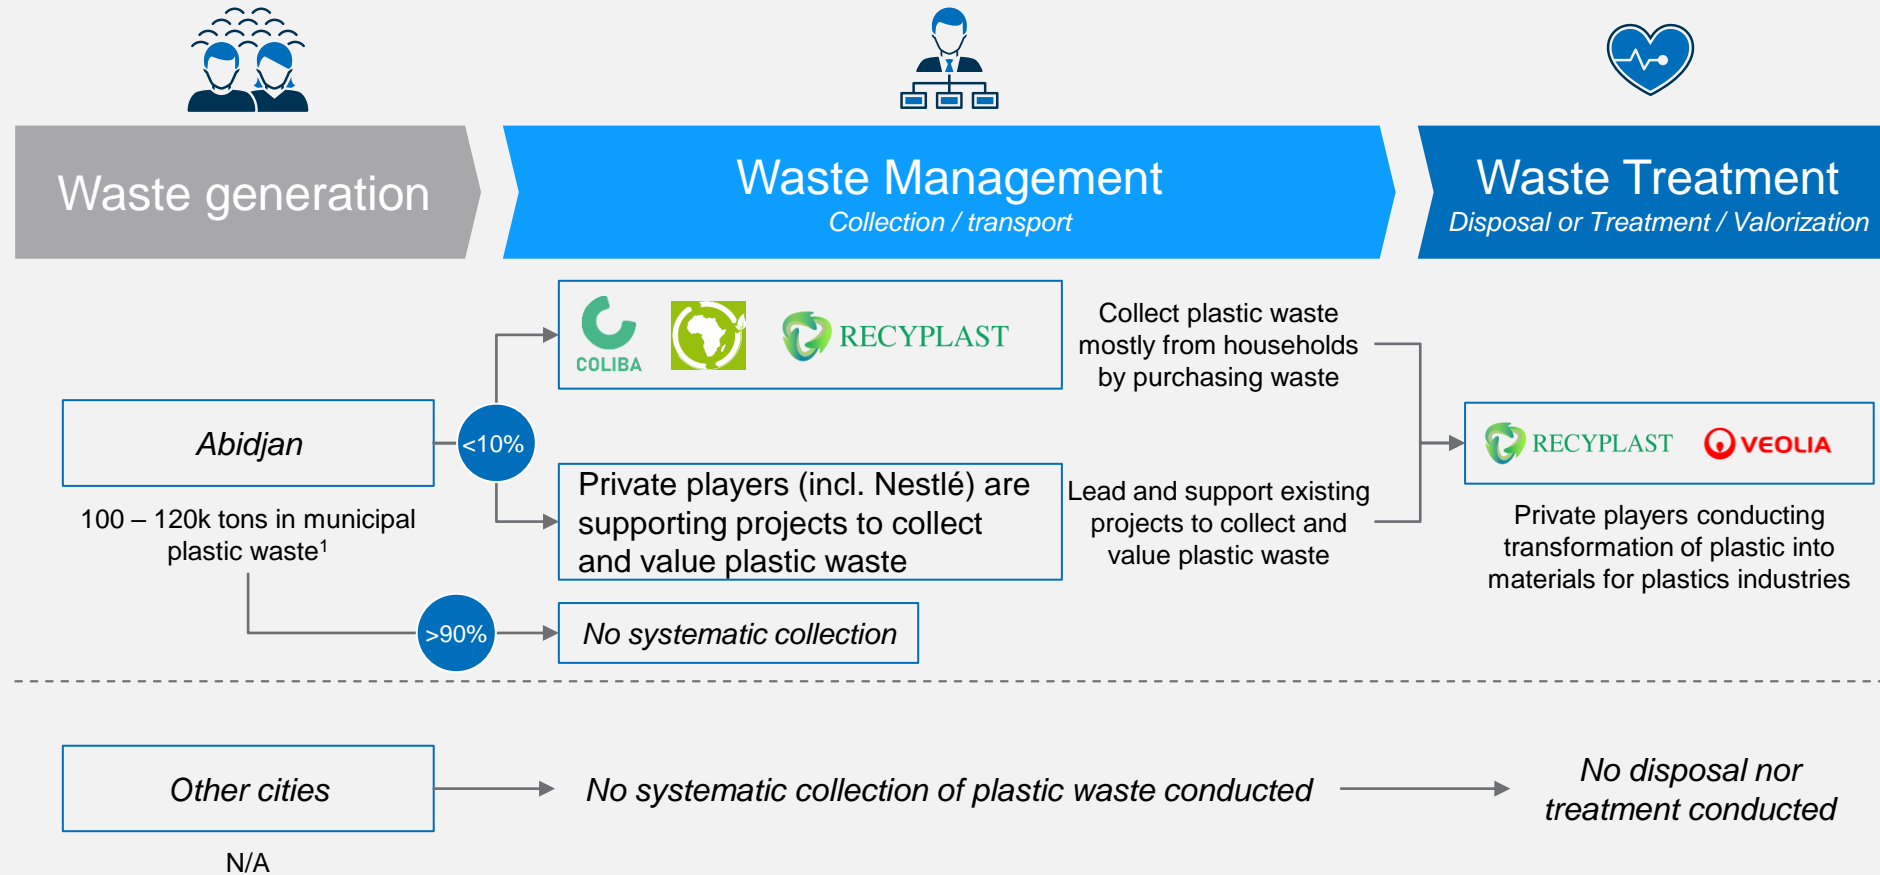 Waste generation
Waste Management
Collection / transport
Waste Treatment
Disposal or Treatment / Valorization
COLIBA
RECYPLAST
Collect plastic waste
mostly from households
by purchasing waste
Abidjan
<10%
100 – 120k tons in municipal
plastic waste¹
Private players (incl. Nestlé) are
supporting projects to collect
and value plastic waste
Lead and support existing
projects to collect and
value plastic waste
RECYPLAST
VEOLIA
Private players conducting
transformation of plastic into
materials for plastics industries
>90%
No systematic collection
Other cities
N/A
No systematic collection of plastic waste conducted
No disposal nor
treatment conducted